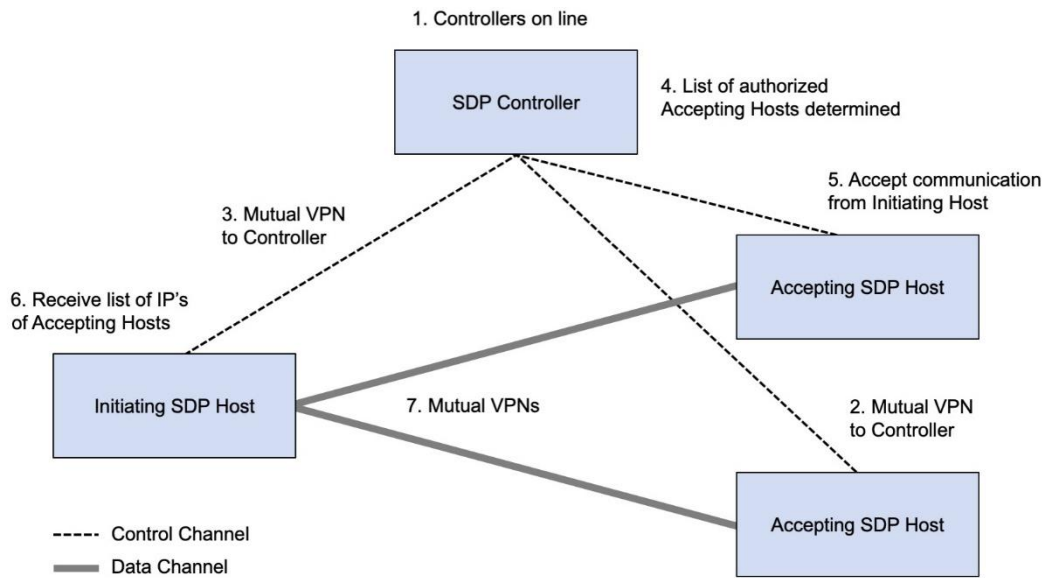 1. Controllers on line
SDP Controller
4. List of authorized
Accepting Hosts determined
5. Accept communication
from Initiating Host
3. Mutual VPN
to Controller
Accepting SDP Host
6. Receive list of IP's
of Accepting Hosts
Initiating SDP Host
7. Mutual VPNs
2. Mutual VPN
to Controller
Accepting SDP Host
Control Channel
Data Channel